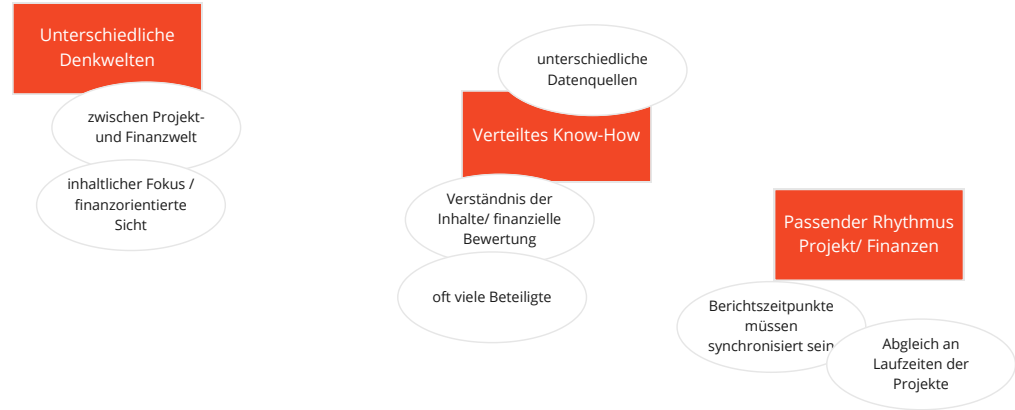 Unterschiedliche
Denkwelten
zwischen Projekt-
und Finanzwelt
inhaltlicher Fokus /
finanzorientierte
Sicht
unterschiedliche
Datenquellen
Verteiltes Know-How
Verständnis der
Inhalte/ finanzielle
Bewertung
oft viele Beteiligte
Passender Rhythmus
Projekt/ Finanzen
Berichtszeitpunkte
müssen
synchronisiert sein
Abgleich an
Laufzeiten der
Projekte